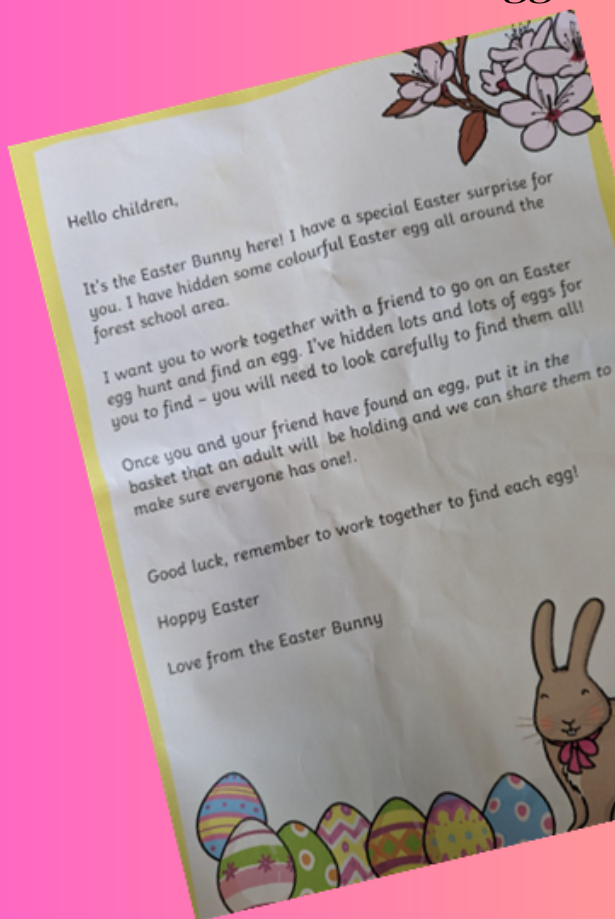 Hello children,
It's the Easter Bunny here! I have a special Easter surprise for
you. I have hidden some colourful Easter egg all around the
forest school area.
I want you to work together with a friend to go on an Easter
egg hunt and find an egg. I've hidden lots and lots of eggs for
you to find – you will need to look carefully to find them all!
Once you and your friend have found an egg, put it in the
basket that an adult will be holding and we can share them to
make sure everyone has one!.
Good luck, remember to work together to find each egg!
Hoppy Easter
Love from the Easter Bunny